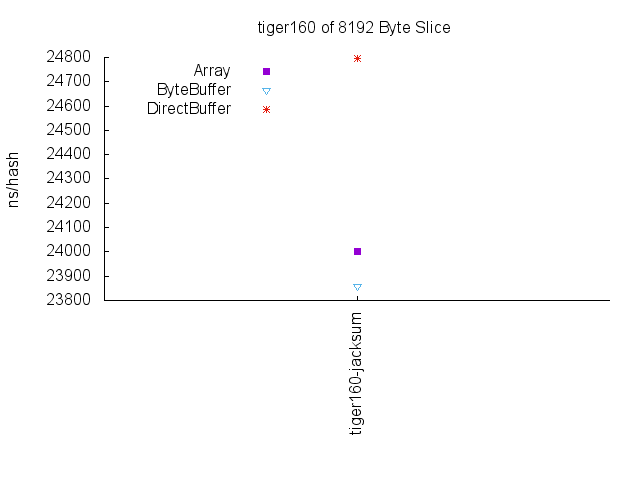 tiger160 of 8192 Byte Slice
24800
24700
24600
24500
24400
24300
24200
24100
24000
23900
23800
ns/hash
Array
ByteBuffer
DirectBuffer
tiger160-jacksum